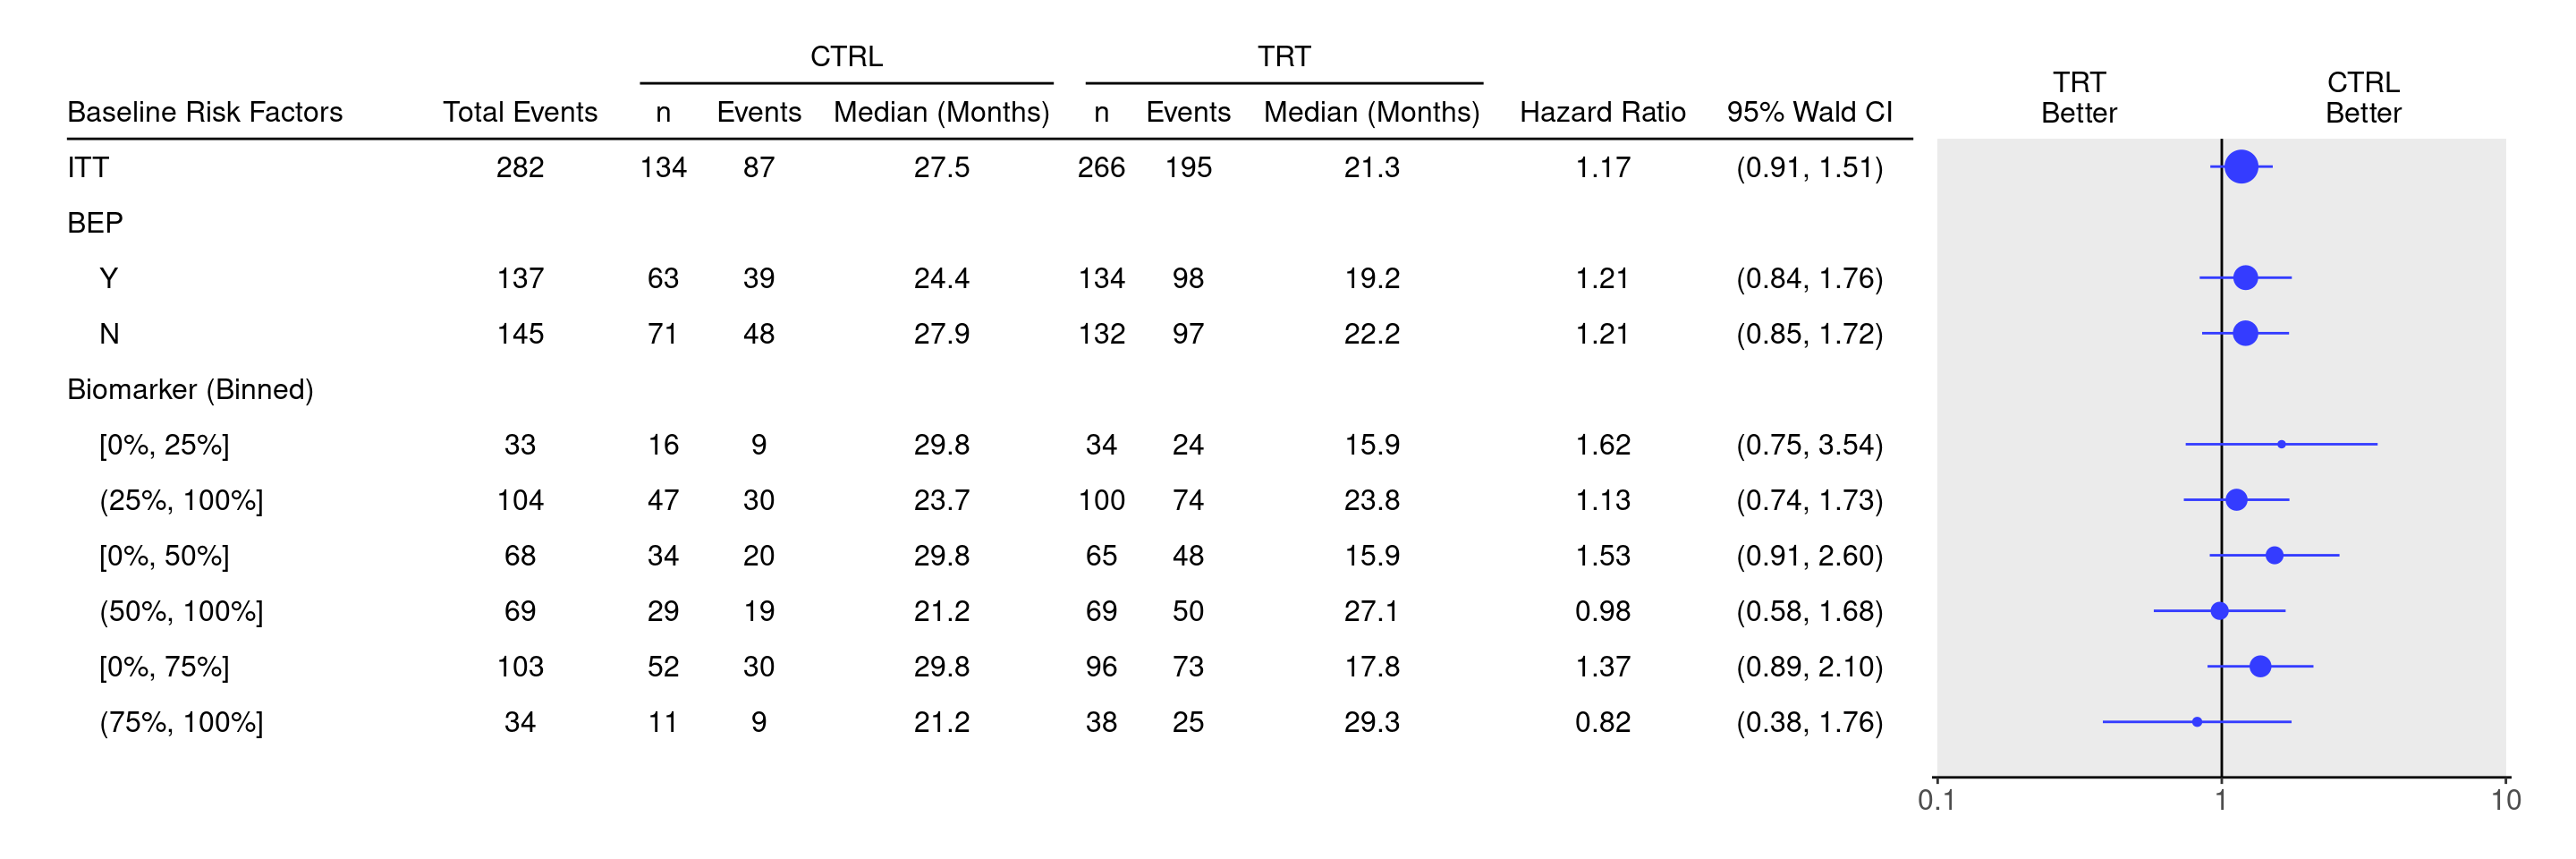 CTRL TRT
TRT Better CTRL Better
Baseline Risk Factors Total Events n Events Median (Months) n Events Median (Months) Hazard Ratio 95% Wald CI
ITT 282 134 87 27.5 266 195 21.3 1.17 (0.91, 1.51)
BEP
Y 137 63 39 24.4 134 98 19.2 1.21 (0.84, 1.76)
N 145 71 48 27.9 132 97 22.2 1.21 (0.85, 1.72)
Biomarker (Binned)
[0%, 25%] 33 16 9 29.8 34 24 15.9 1.62 (0.75, 3.54)
(25%, 100%] 104 47 30 23.7 100 74 23.8 1.13 (0.74, 1.73)
[0%, 50%] 68 34 20 29.8 65 48 15.9 1.53 (0.91, 2.60)
(50%, 100%] 69 29 19 21.2 69 50 27.1 0.98 (0.58, 1.68)
[0%, 75%] 103 52 30 29.8 96 73 17.8 1.37 (0.89, 2.10)
(75%, 100%] 34 11 9 21.2 38 25 29.3 0.82 (0.38, 1.76)
0.1 1 10